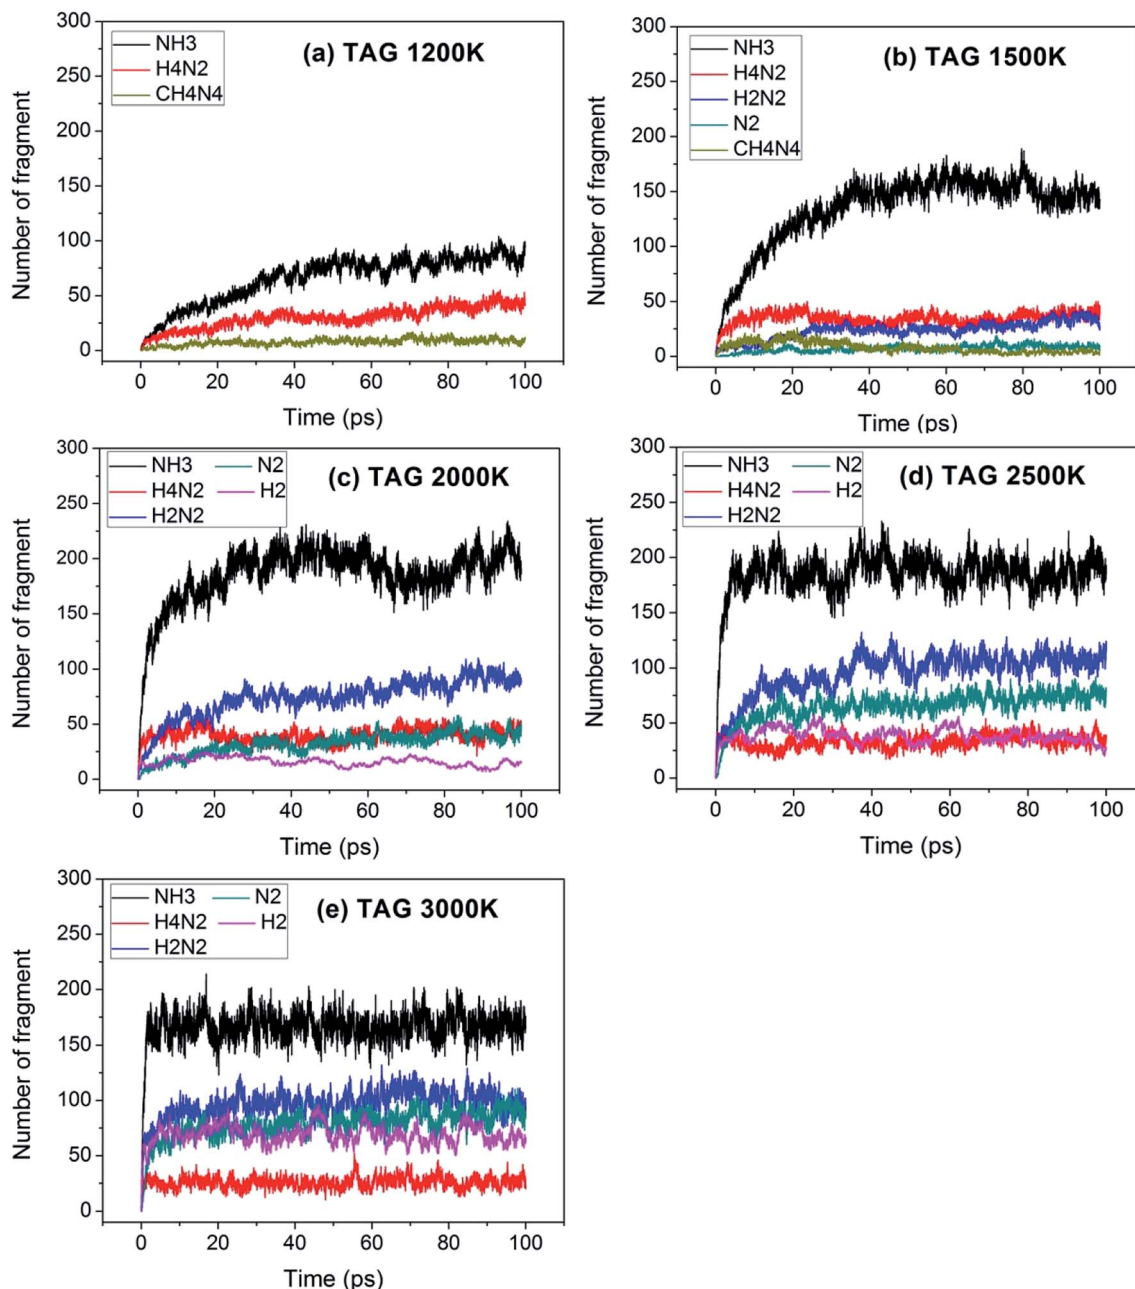 (a) TAG 1200K
NH3
H4N2
CH4N4
300
250
200
150
100
50
0
0 20 40 60 80 100
Number of fragment
Time (ps)
(b) TAG 1500K
NH3
H4N2
H2N2
N2
CH4N4
300
250
200
150
100
50
0
0 20 40 60 80 100
Number of fragment
Time (ps)
(c) TAG 2000K
NH3 N2
H4N2 H2
H2N2
300
250
200
150
100
50
0
0 20 40 60 80 100
Number of fragment
Time (ps)
(d) TAG 2500K
NH3 N2
H4N2 H2
H2N2
300
250
200
150
100
50
0
0 20 40 60 80 100
Number of fragment
Time (ps)
(e) TAG 3000K
NH3 N2
H4N2 H2
H2N2
300
250
200
150
100
50
0
0 20 40 60 80 100
Number of fragment
Time (ps)